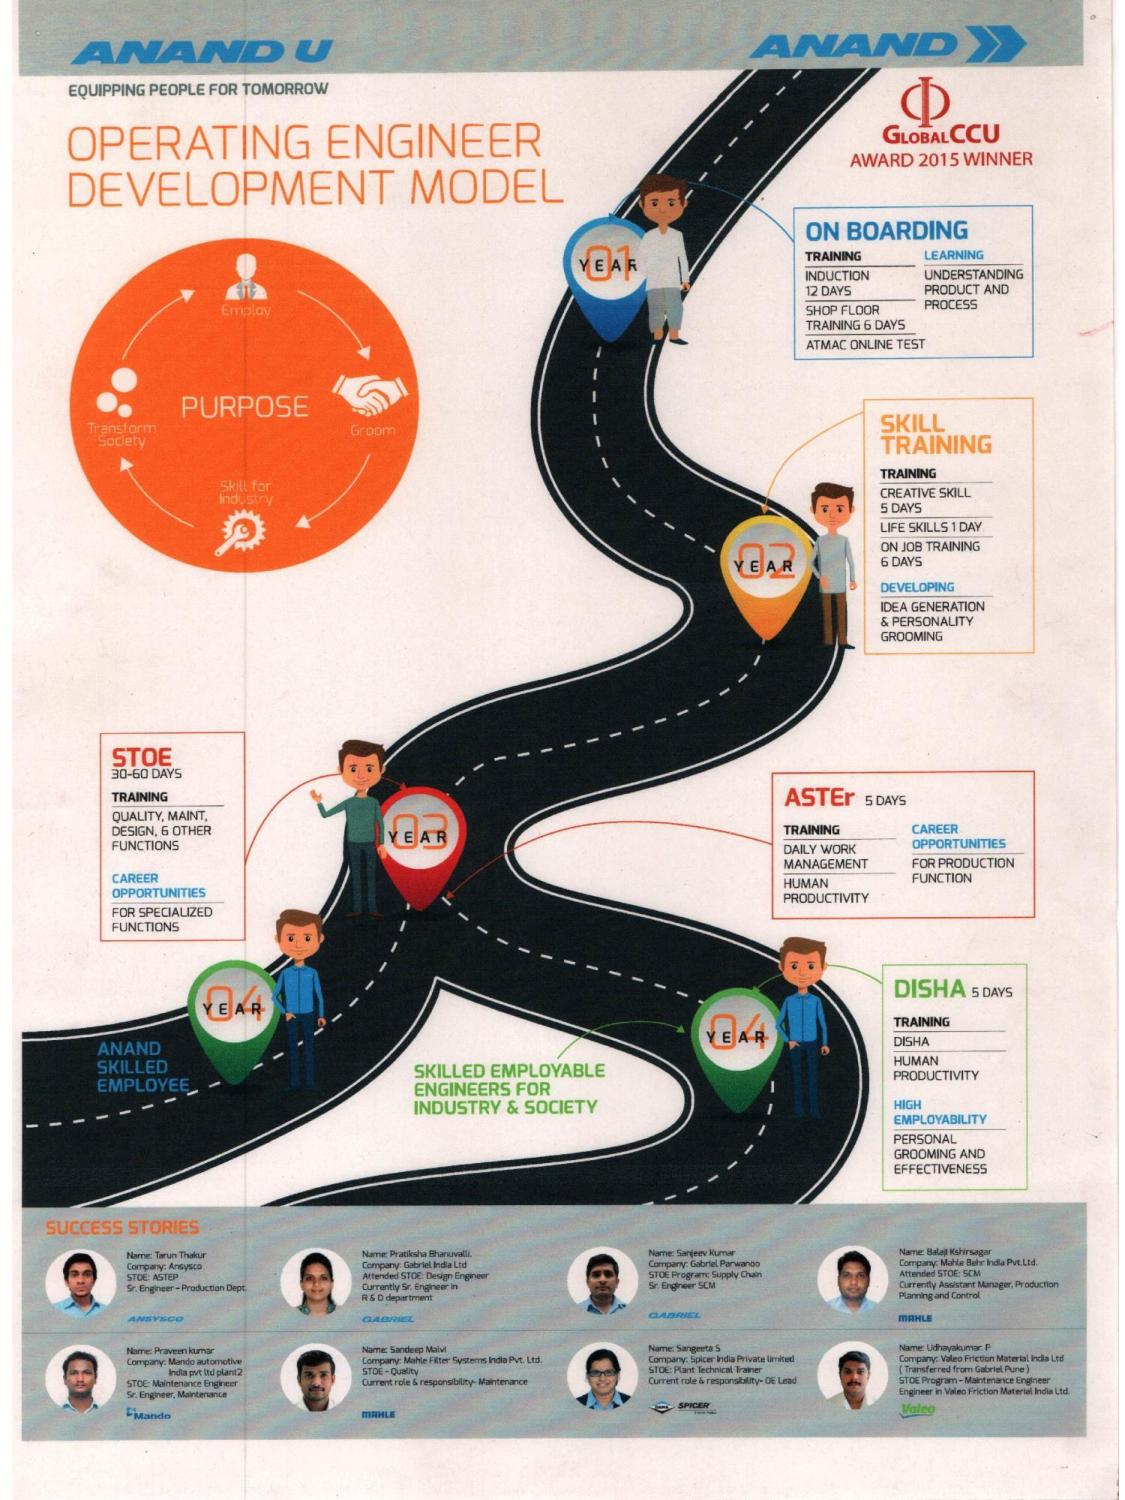 ANAND U
ANAND
EQUIPPING PEOPLE FOR TOMORROW
GLOBALCCU
AWARD 2015 WINNER
OPERATING ENGINEER
DEVELOPMENT MODEL
PURPOSE
Employ
Groom
Skill for
Industry
Transform
Society
01
YEAR
ON BOARDING
TRAINING
INDUCTION
12 DAYS
SHOP FLOOR
TRAINING 6 DAYS
ATMAC ONLINE TEST
LEARNING
UNDERSTANDING
PRODUCT AND
PROCESS
02
YEAR
SKILL
TRAINING
TRAINING
CREATIVE SKILL
5 DAYS
LIFE SKILLS 1 DAY
ON JOB TRAINING
6 DAYS
DEVELOPING
IDEA GENERATION
& PERSONALITY
GROOMING
STOE
30-60 DAYS
TRAINING
QUALITY, MAINT,
DESIGN, 6 OTHER
FUNCTIONS
CAREER
OPPORTUNITIES
FOR SPECIALIZED
FUNCTIONS
03
YEAR
ASTEr 5 DAYS
TRAINING
DAILY WORK
MANAGEMENT
HUMAN
PRODUCTIVITY
CAREER
OPPORTUNITIES
FOR PRODUCTION
FUNCTION
04
YEAR
ANAND
SKILLED
EMPLOYEE
04
YEAR
SKILLED EMPLOYABLE
ENGINEERS FOR
INDUSTRY & SOCIETY
DISHA 5 DAYS
TRAINING
DISHA
HUMAN
PRODUCTIVITY
HIGH
EMPLOYABILITY
PERSONAL
GROOMING AND
EFFECTIVENESS
SUCCESS STORIES
Name: Tarun Thakur
Company: Ansysco
STOE: ASTEP
Sr. Engineer - Production Dept.
ANSYSCO
Name: Pratiksha Bhanuvalli.
Company: Gabriel India Ltd
Attended STOE: Design Engineer
Currently Sr. Engineer in
R & D department
GABRIEL
Name: Sanjeev Kumar
Company: Gabriel Parwanoo
STOE Program: Supply Chain
Sr. Engineer SCM
GABRIEL
Name: Balaji Kshirsagar
Company: Mahle Behr India Pvt.Ltd.
Attended STOE: SCM
Currently Assistant Manager, Production
Planning and Control
MAHLE
Name: Praveen kumar
Company: Mando automotive
India pvt ltd plant2
STOE: Maintenance Engineer
Sr. Engineer, Maintenance
Mando
Name: Sandeep Malvi
Company: Mahle Filter Systems India Pvt. Ltd.
STOE - Quality
Current role & responsibility- Maintenance
MAHLE
Name: Sangeeta S
Company: Spicer India Private limited
STOE: Plant Technical Trainer
Current role & responsibility- OE Lead
SPICER
Name: Udhayakumar. P
Company: Valeo Friction Material India Ltd
( Transferred from Gabriel Pune )
STOE Program - Maintenance Engineer
Engineer in Valeo Friction Material India Ltd.
Valeo